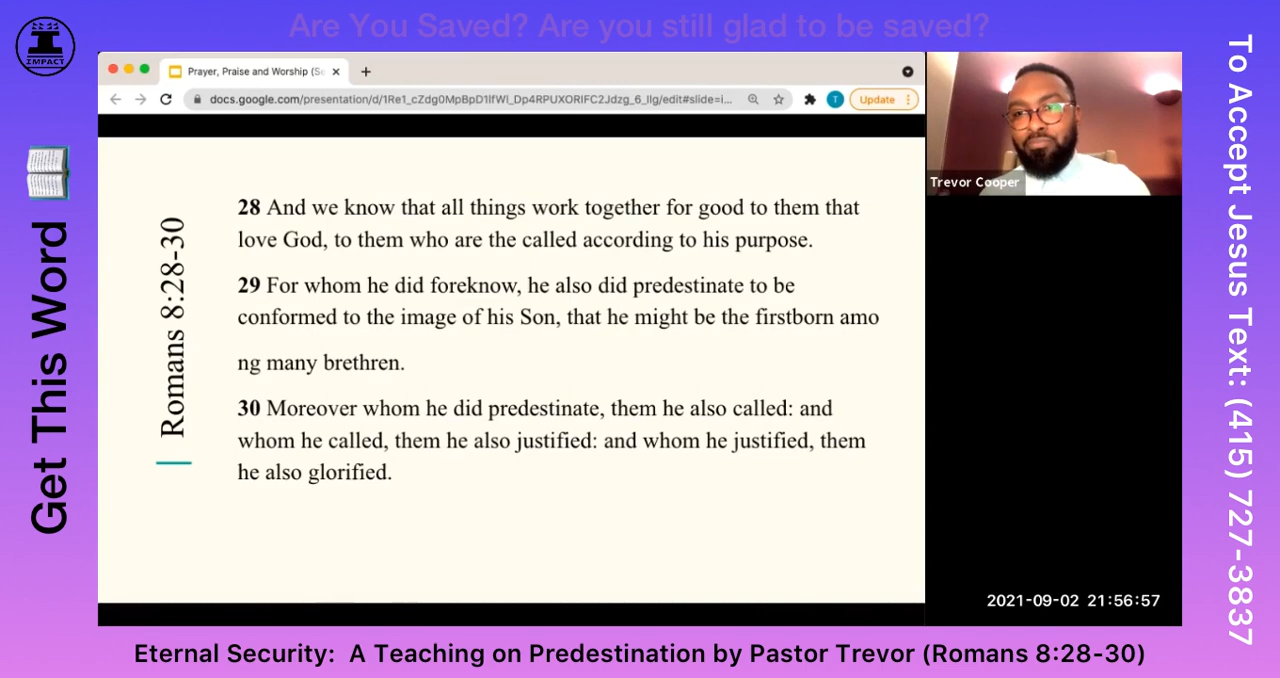 Are You Saved? Are you still glad to be saved?
IMPACT
Prayer, Praise and Worship (Se
docs.google.com/presentation/d/1Re1_cZdg0MpBpD1lfWl_Dp4RPUXORlFC2Jdzg_6_llg/edit#slide=i...
T
Update
Get This Word
Romans 8:28-30
28 And we know that all things work together for good to them that
love God, to them who are the called according to his purpose.
29 For whom he did foreknow, he also did predestinate to be
conformed to the image of his Son, that he might be the firstborn amo
ng many brethren.
30 Moreover whom he did predestinate, them he also called: and
whom he called, them he also justified: and whom he justified, them
he also glorified.
Trevor Cooper
2021-09-02 21:56:57
To Accept Jesus Text: (415) 727-3837
Eternal Security: A Teaching on Predestination by Pastor Trevor (Romans 8:28-30)